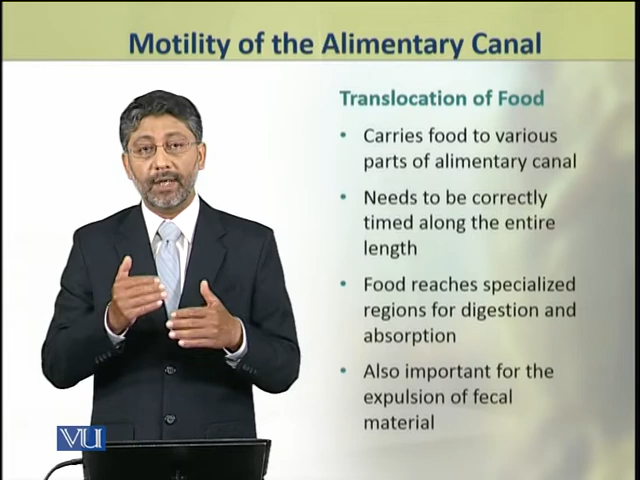 Motility of the Alimentary Canal
Translocation of Food
• Carries food to various
parts of alimentary canal
• Needs to be correctly
timed along the entire
length
• Food reaches specialized
regions for digestion and
absorption
• Also important for the
expulsion of fecal
material
VU